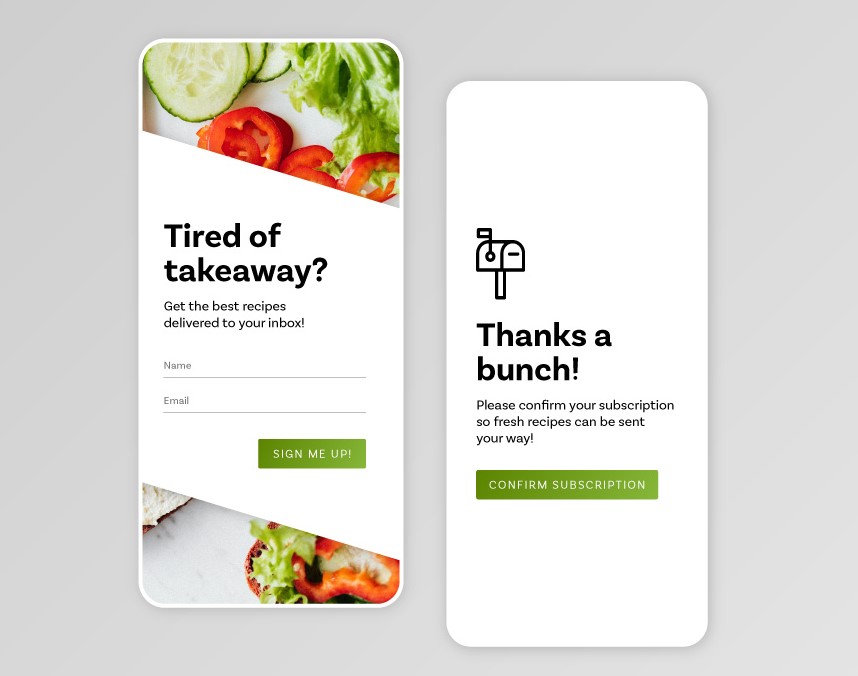 Tired of
takeaway?
Get the best recipes
delivered to your inbox!
Name
Email
SIGN ME UP!
Thanks a
bunch!
Please confirm your subscription
so fresh recipes can be sent
your way!
CONFIRM SUBSCRIPTION